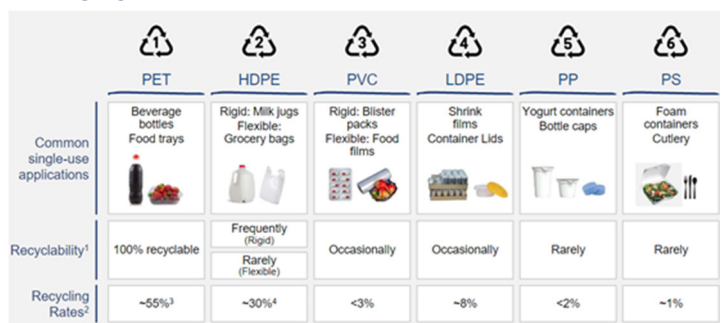 1 2 3 4 5 6
PET HDPE PVC LDPE PP PS
Common
single-use
applications
Beverage
bottles
Food trays
Rigid: Milk jugs
Flexible:
Grocery bags
Rigid: Blister
packs
Flexible: Food
films
Shrink
films
Container Lids
Yogurt containers
Bottle caps
Foam
containers
Cutlery
Recyclability¹
100% recyclable
Frequently
(Rigid)
Rarely
(Flexible)
Occasionally
Occasionally
Rarely
Rarely
Recycling
Rates²
~55%³
~30%⁴
<3%
~8%
<2%
~1%